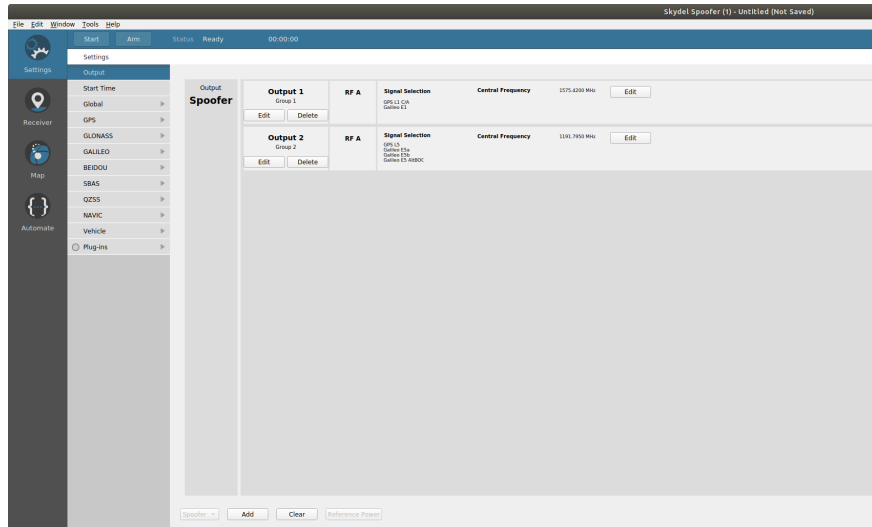 Skydel Spoofer (1) - Untitled (Not Saved)
File Edit Window Tools Help
Start Arm Status Ready 00:00:00
Settings
Settings
Output
Start Time
Global
GPS
GLONASS
GALILEO
BEIDOU
SBAS
QZSS
NAVIC
Vehicle
Plug-ins
Receiver
Map
Automate
Output
Spoofer
Output 1
Group 1
Edit Delete
RF A
Signal Selection
GPS L1 C/A
Galileo E1
Central Frequency 1575.4200 MHz Edit
Output 2
Group 2
Edit Delete
RF A
Signal Selection
GPS L5
Galileo E5a
Galileo E5b
Galileo E5 AltBOC
Central Frequency 1191.7950 MHz Edit
Spoofer Add Clear Reference Power